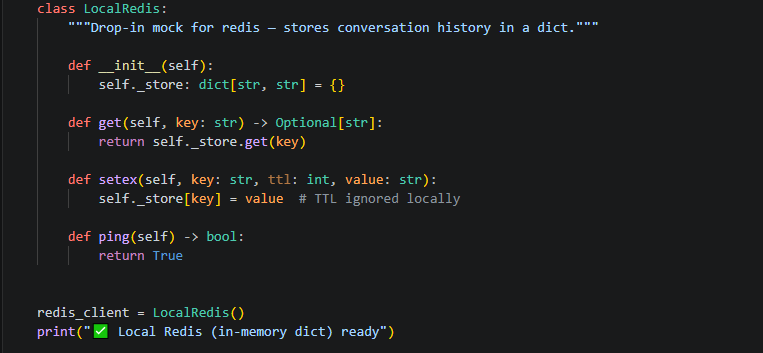 class LocalRedis:
    """Drop-in mock for redis — stores conversation history in a dict."""
    def __init__(self):
        self._store: dict[str, str] = {}
    def get(self, key: str) -> Optional[str]:
        return self._store.get(key)
    def setex(self, key: str, ttl: int, value: str):
        self._store[key] = value  # TTL ignored locally
    def ping(self) -> bool:
        return True
redis_client = LocalRedis()
print("✅ Local Redis (in-memory dict) ready")